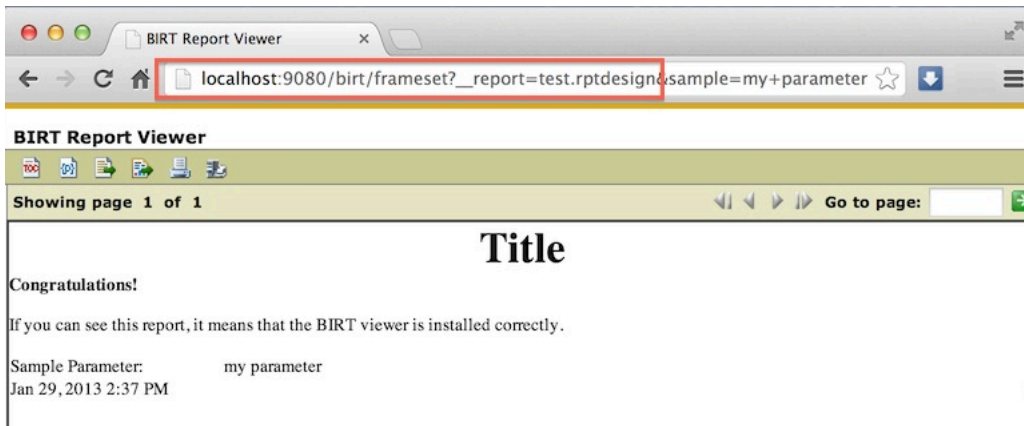 BIRT Report Viewer
localhost:9080/birt/frameset?__report=test.rptdesign&sample=my+parameter
BIRT Report Viewer
TOC
Showing page 1 of 1 Go to page:
Title
Congratulations!
If you can see this report, it means that the BIRT viewer is installed correctly.
Sample Parameter: my parameter
Jan 29, 2013 2:37 PM